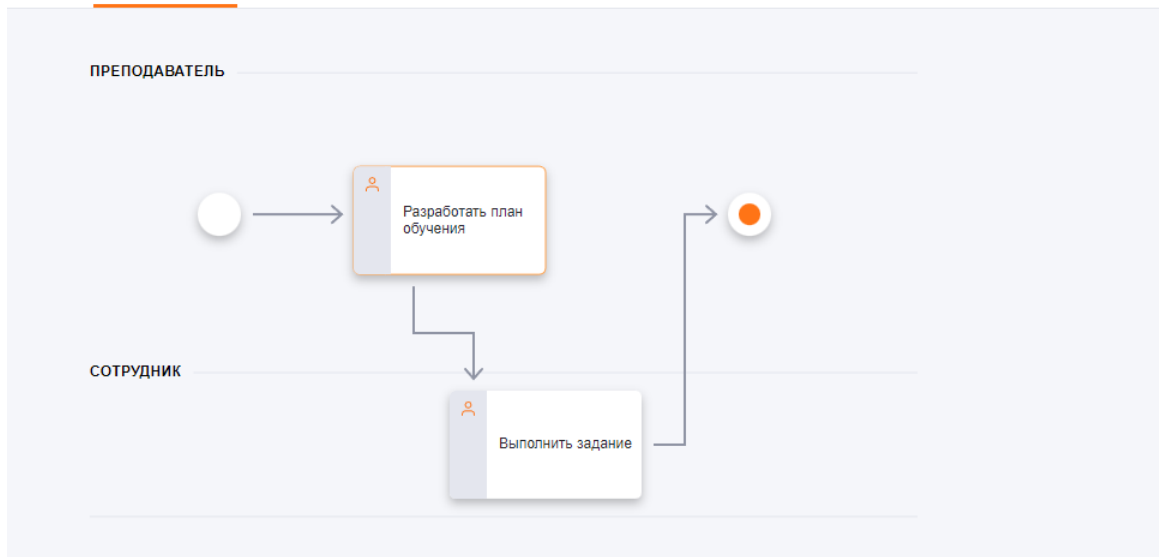 ПРЕПОДАВАТЕЛЬ
Разработать план
обучения
СОТРУДНИК
Выполнить задание